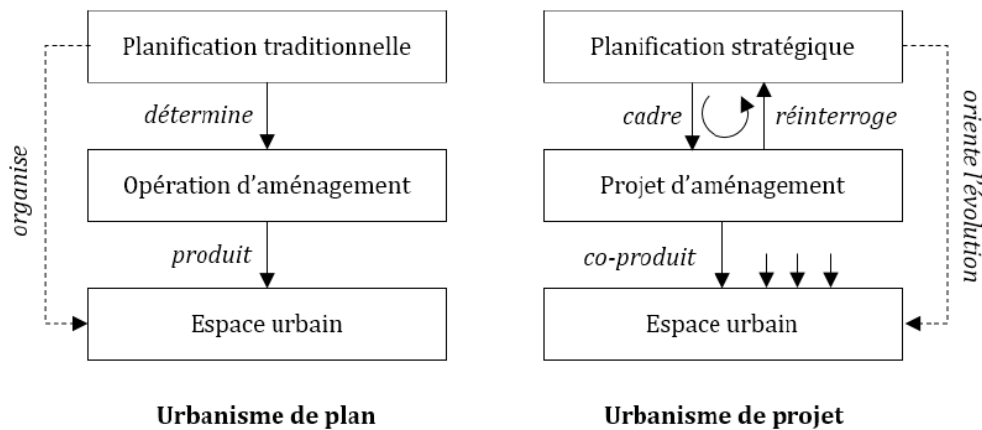 Planification traditionnelle
détermine
organise
Opération d'aménagement
produit
Espace urbain
Urbanisme de plan
Planification stratégique
cadre
réinterroge
oriente l'évolution
Projet d'aménagement
co-produit
Espace urbain
Urbanisme de projet